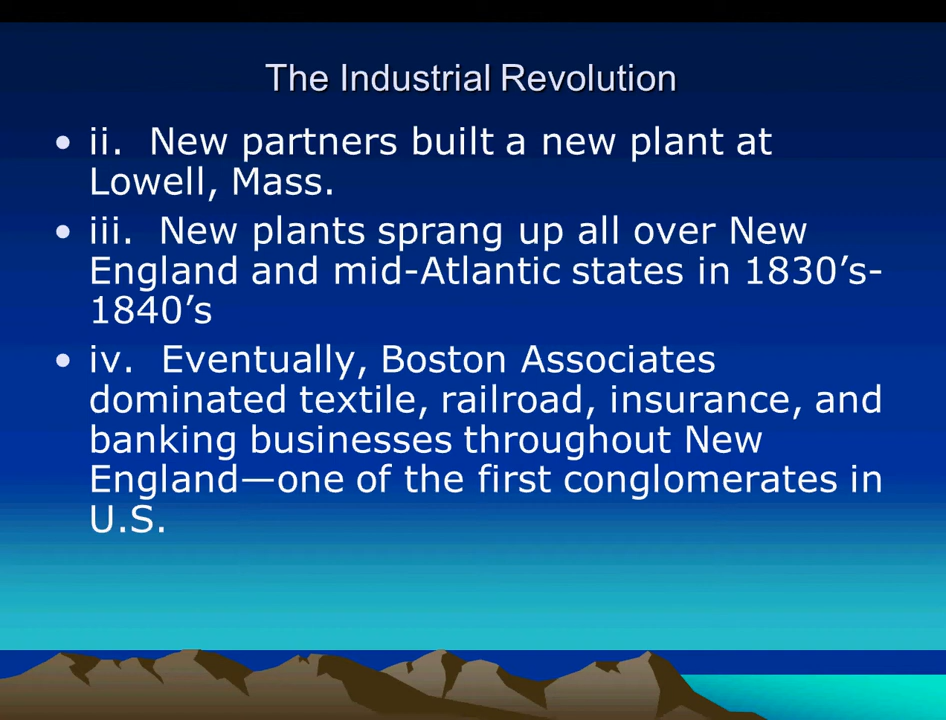 The Industrial Revolution
• ii.  New partners built a new plant at
Lowell, Mass.
• iii.  New plants sprang up all over New
England and mid-Atlantic states in 1830’s-
1840’s
• iv.  Eventually, Boston Associates
dominated textile, railroad, insurance, and
banking businesses throughout New
England—one of the first conglomerates in
U.S.